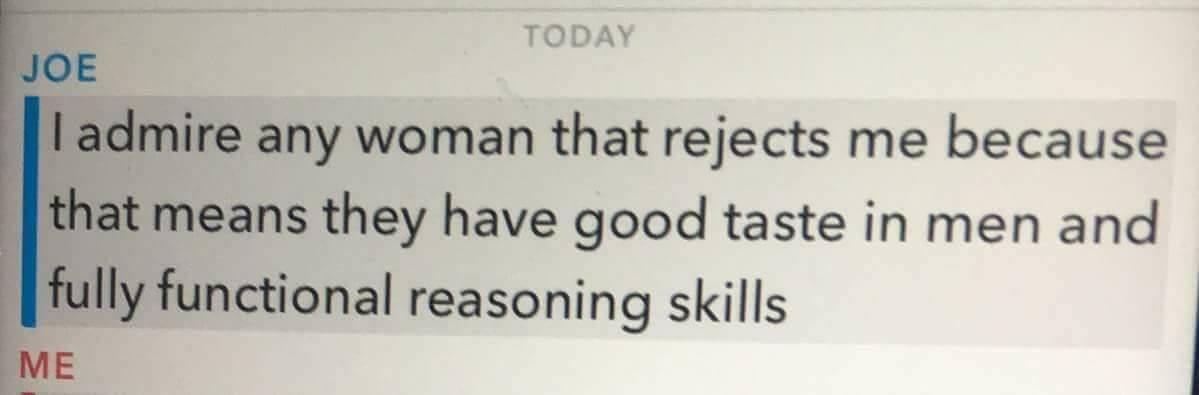 TODAY
JOE
I admire any woman that rejects me because
that means they have good taste in men and
fully functional reasoning skills
ME